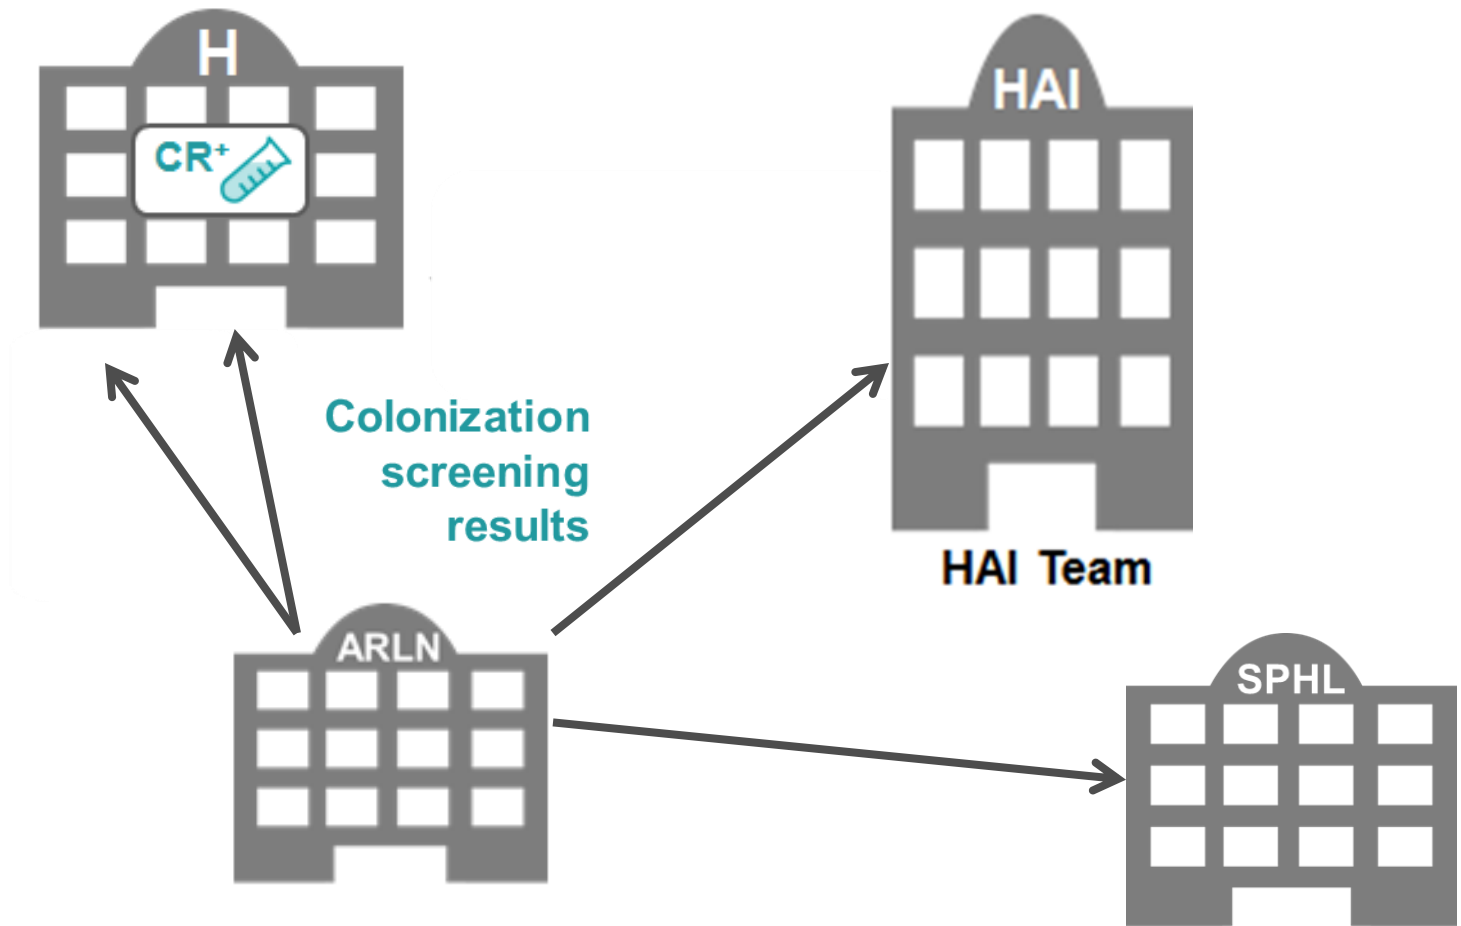 H
CR⁺
HAI
Colonization
screening
results
HAI Team
ARLN
SPHL